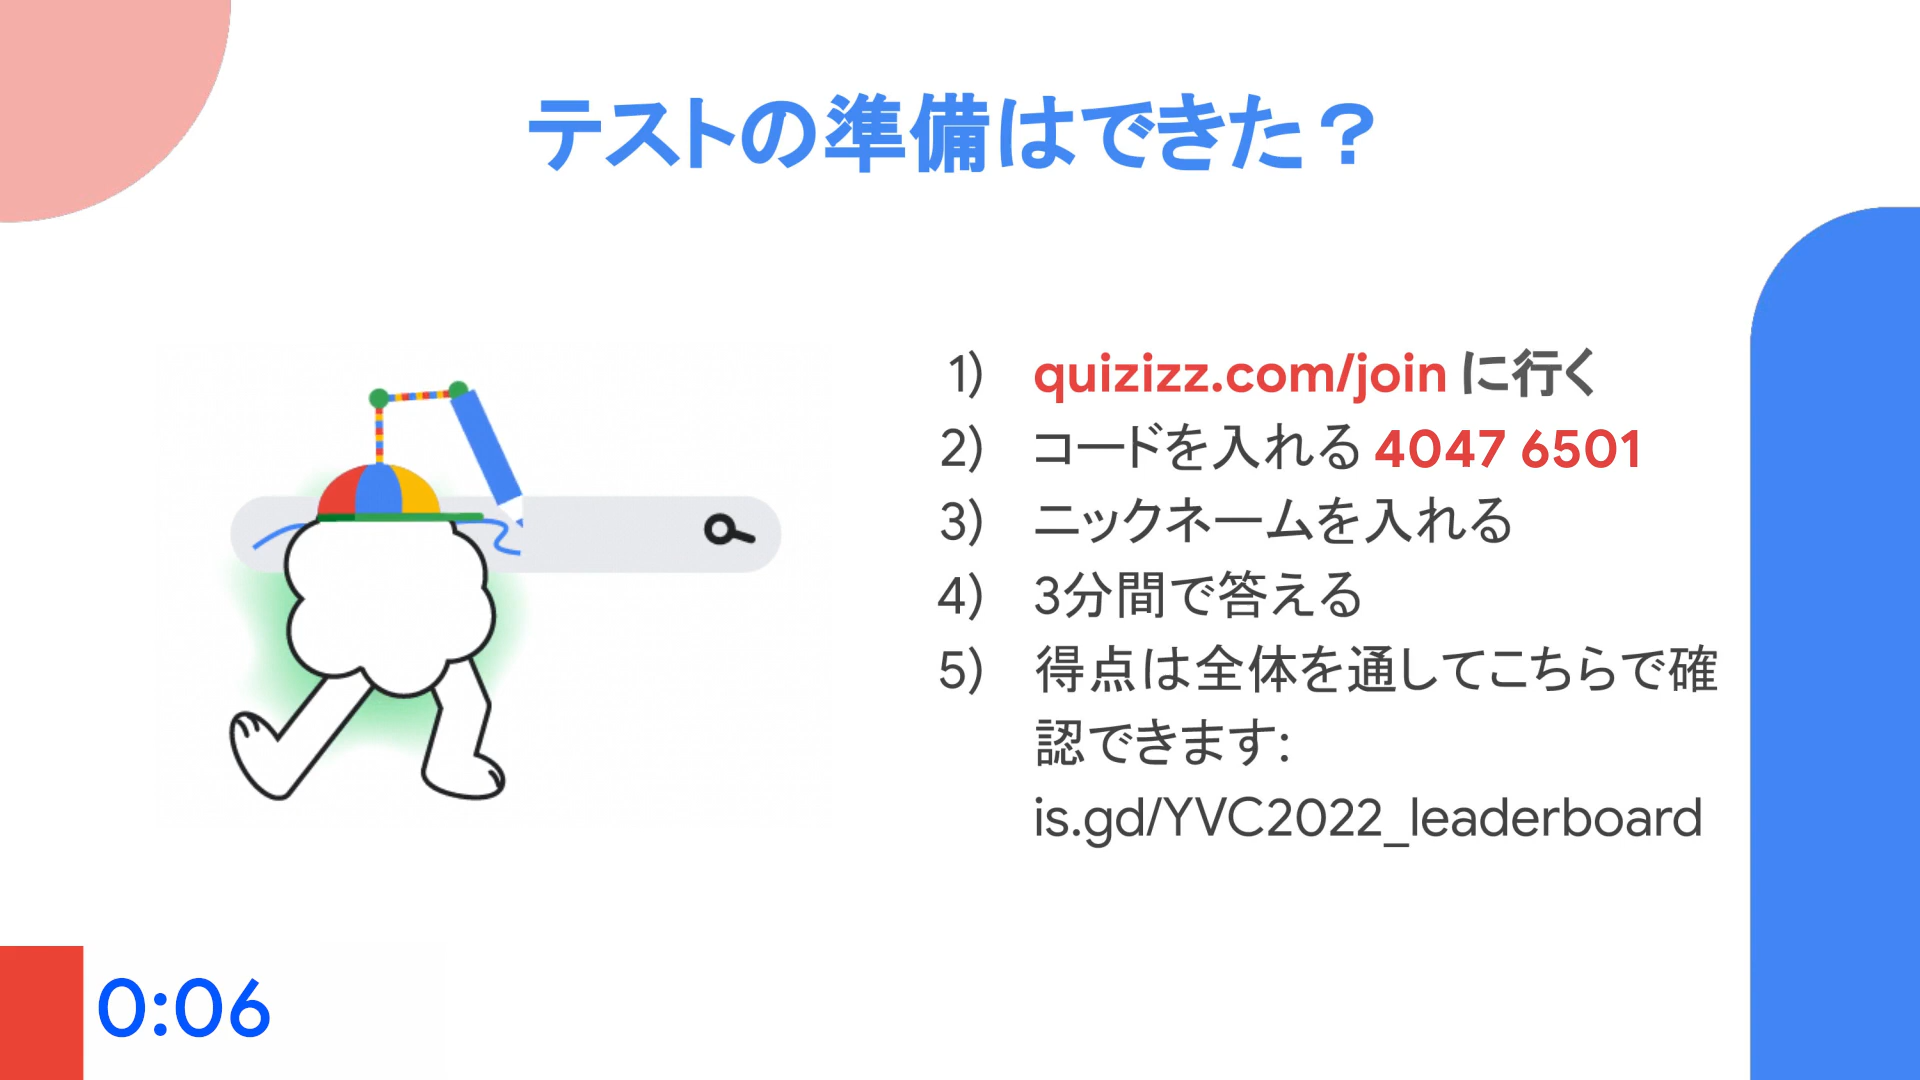 テストの準備はできた？
1) quizizz.com/join に行く
2) コードを入れる 4047 6501
3) ニックネームを入れる
4) 3分間で答える
5) 得点は全体を通してこちらで確
認できます:
is.gd/YVC2022_leaderboard
0:06